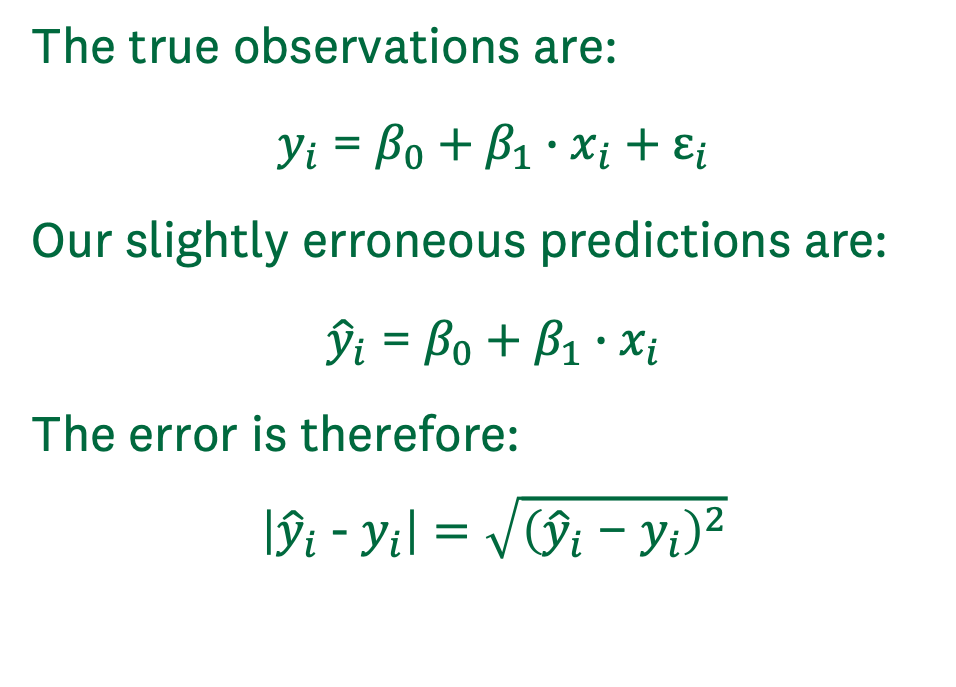 The true observations are:
yᵢ = β₀ + β₁ · xᵢ + εᵢ
Our slightly erroneous predictions are:
ŷᵢ = β₀ + β₁ · xᵢ
The error is therefore:
|ŷᵢ - yᵢ| = √(ŷᵢ − yᵢ)²